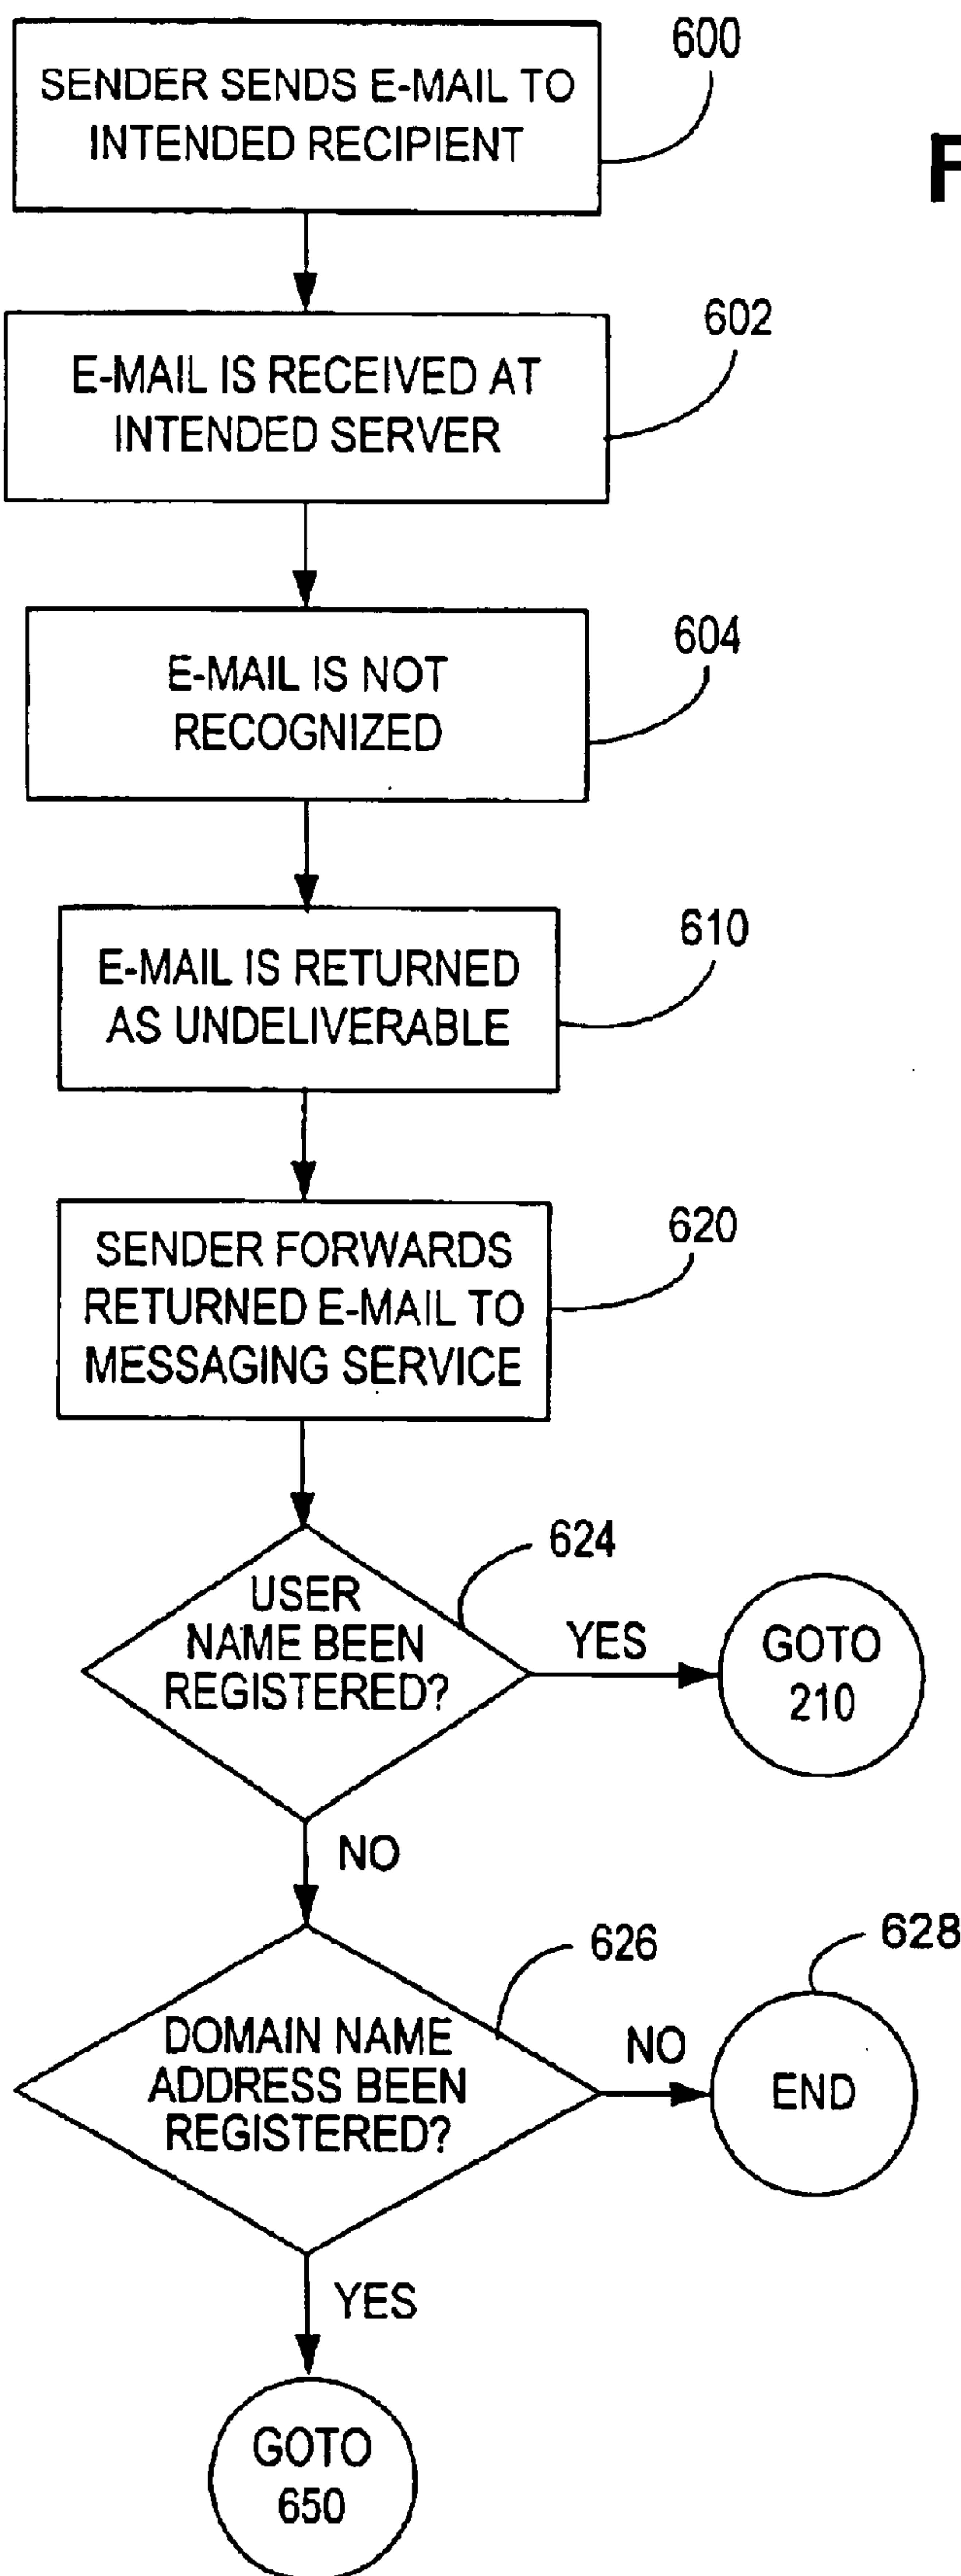 600
SENDER SENDS E-MAIL TO
INTENDED RECIPIENT
F
602
E-MAIL IS RECEIVED AT
INTENDED SERVER
604
E-MAIL IS NOT
RECOGNIZED
610
E-MAIL IS RETURNED
AS UNDELIVERABLE
620
SENDER FORWARDS
RETURNED E-MAIL TO
MESSAGING SERVICE
624
USER
NAME BEEN
REGISTERED?
YES
GOTO
210
NO
626
628
DOMAIN NAME
ADDRESS BEEN
REGISTERED?
NO
END
YES
GOTO
650